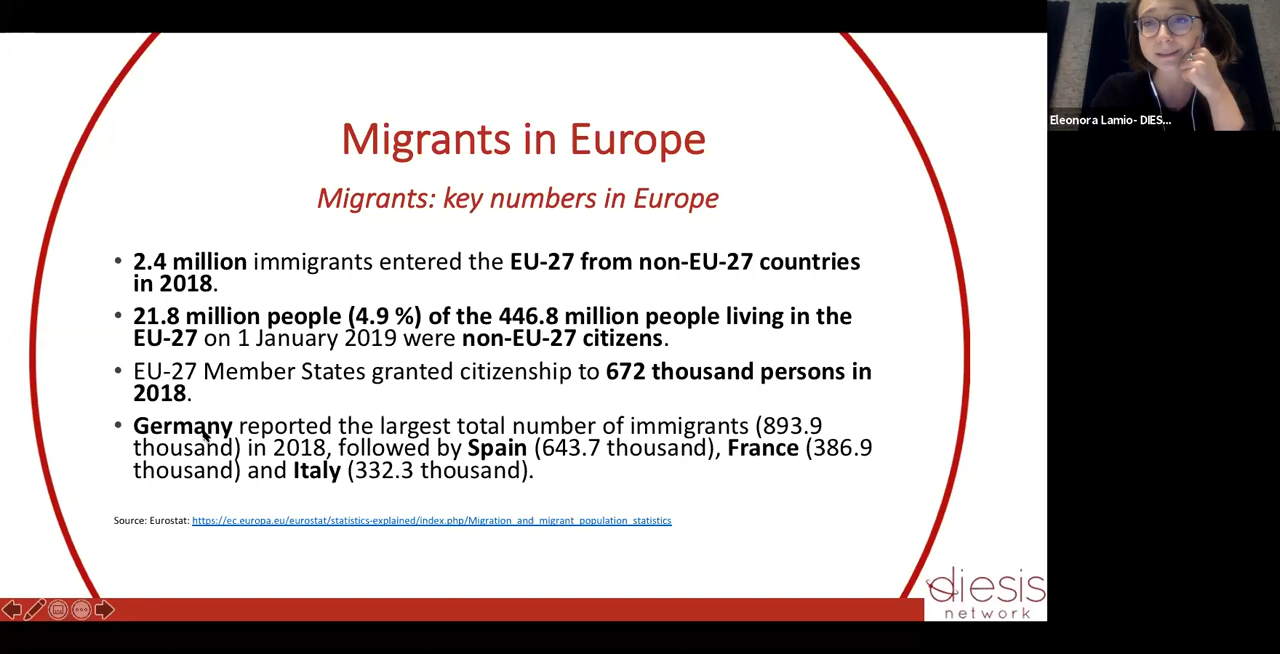 Migrants in Europe
Migrants: key numbers in Europe
• 2.4 million immigrants entered the EU-27 from non-EU-27 countries
in 2018.
• 21.8 million people (4.9 %) of the 446.8 million people living in the
EU-27 on 1 January 2019 were non-EU-27 citizens.
• EU-27 Member States granted citizenship to 672 thousand persons in
2018.
• Germany reported the largest total number of immigrants (893.9
thousand) in 2018, followed by Spain (643.7 thousand), France (386.9
thousand) and Italy (332.3 thousand).
Source: Eurostat: https://ec.europa.eu/eurostat/statistics-explained/index.php/Migration_and_migrant_population_statistics
diesis
network
Eleonora Lamio- DIES...